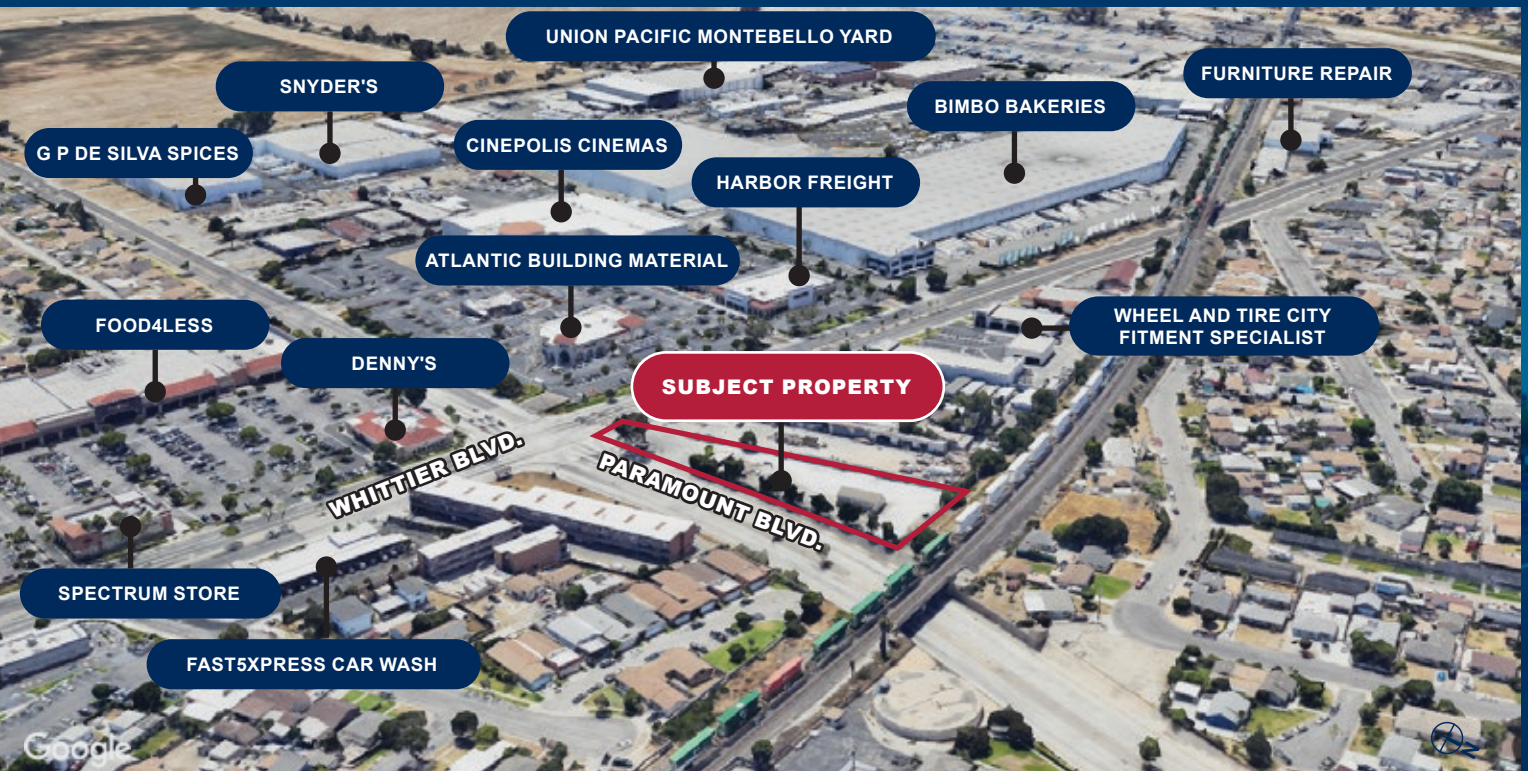 UNION PACIFIC MONTEBELLO YARD
SNYDER'S
FURNITURE REPAIR
BIMBO BAKERIES
G P DE SILVA SPICES
CINEPOLIS CINEMAS
HARBOR FREIGHT
ATLANTIC BUILDING MATERIAL
FOOD4LESS
WHEEL AND TIRE CITY
FITMENT SPECIALIST
DENNY'S
SUBJECT PROPERTY
WHITTIER BLVD.
PARAMOUNT BLVD.
SPECTRUM STORE
FAST5XPRESS CAR WASH
Google
N